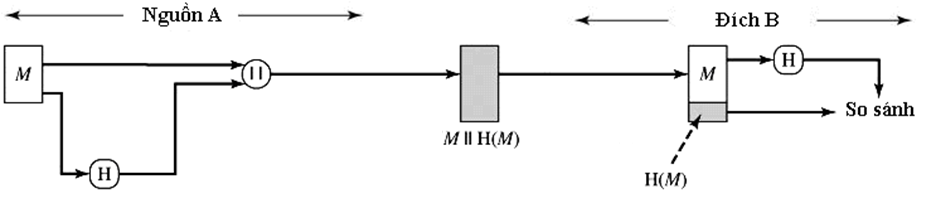 Nguồn A
Đích B
M
H
||
M || H(M)
M
H
So sánh
H(M)